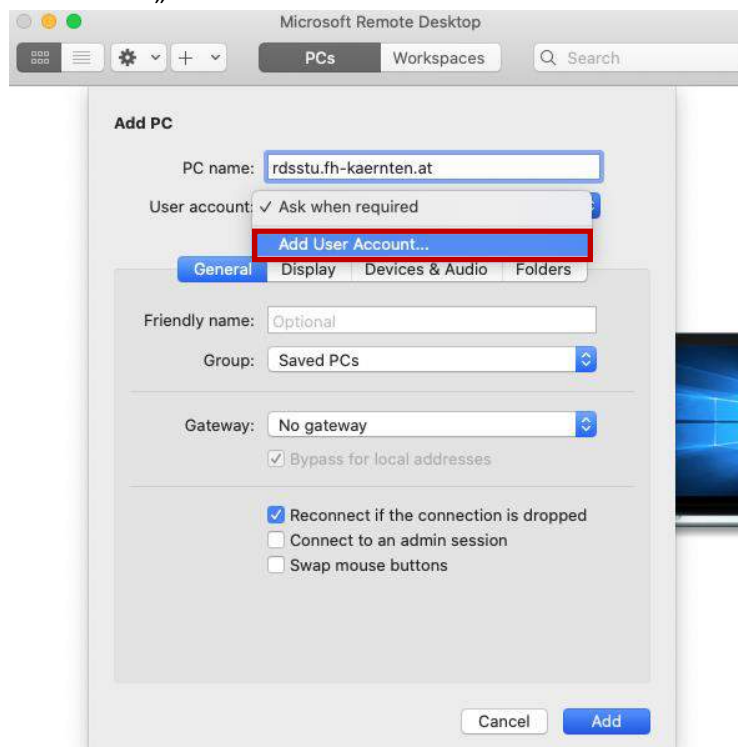 „
Microsoft Remote Desktop
PCs Workspaces Search
Add PC
PC name: rdsstu.fh-kaernten.at
User account: ✓ Ask when required
Add User Account...
General Display Devices & Audio Folders
Friendly name: Optional
Group: Saved PCs
Gateway: No gateway
Bypass for local addresses
Reconnect if the connection is dropped
Connect to an admin session
Swap mouse buttons
Cancel Add